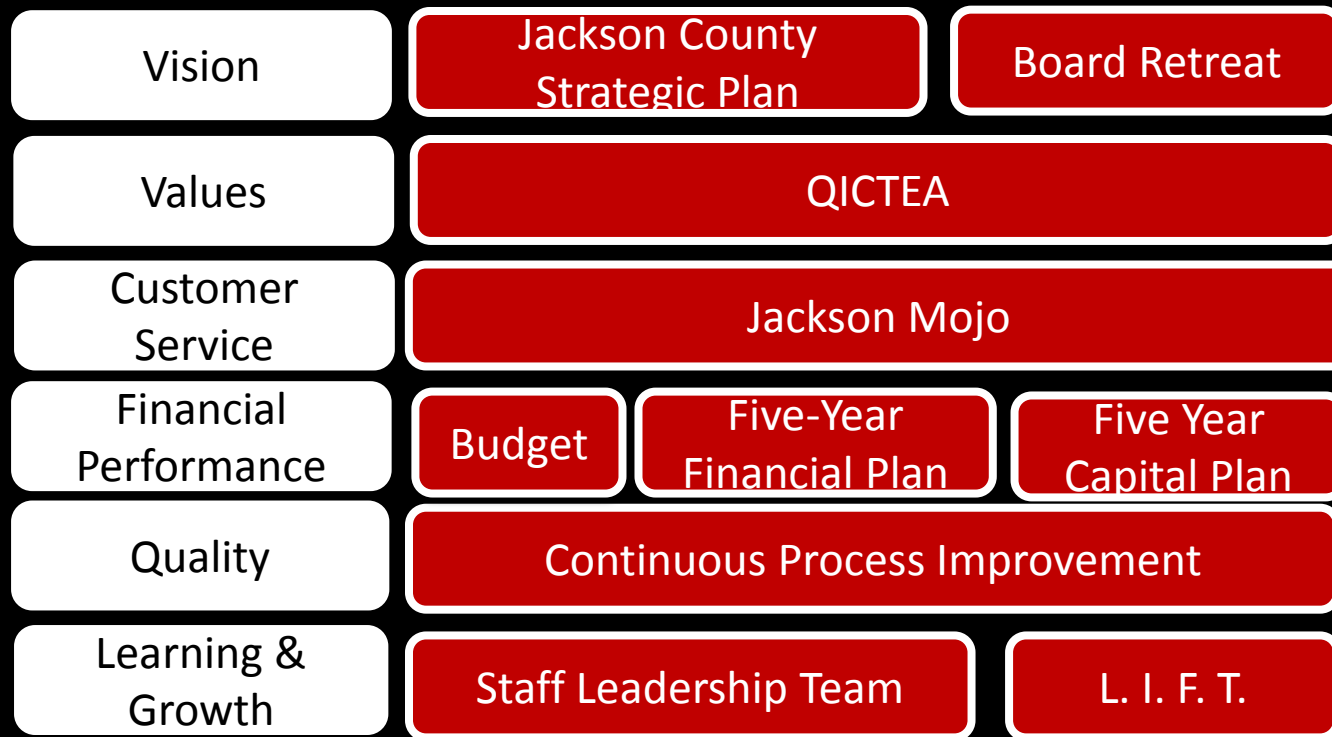 Vision
Jackson County
Strategic Plan
Board Retreat
Values
QICTEA
Customer
Service
Jackson Mojo
Financial
Performance
Budget
Five-Year
Financial Plan
Five Year
Capital Plan
Quality
Continuous Process Improvement
Learning &
Growth
Staff Leadership Team
L. I. F. T.